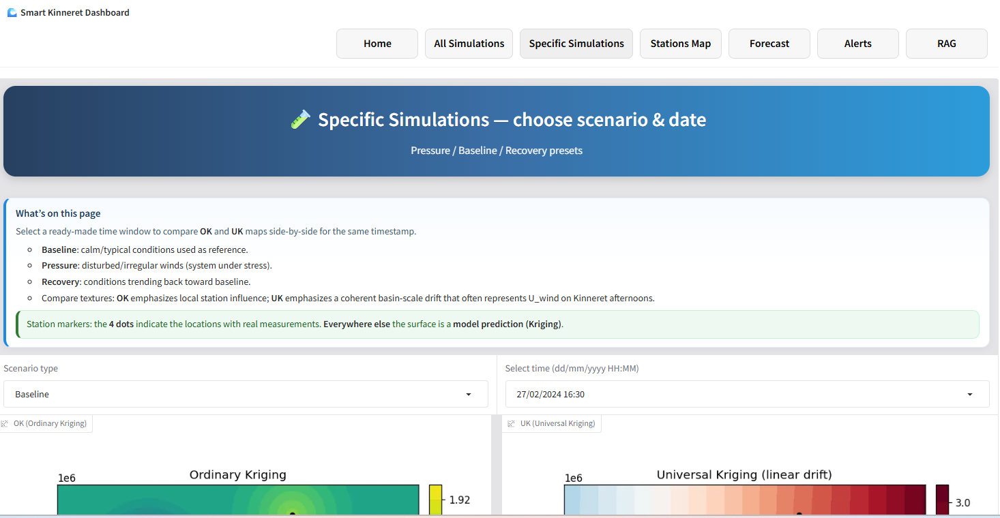 Smart Kinneret Dashboard
Home
All Simulations
Specific Simulations
Stations Map
Forecast
Alerts
RAG
Specific Simulations — choose scenario & date
Pressure / Baseline / Recovery presets
What's on this page
Select a ready-made time window to compare OK and UK maps side-by-side for the same timestamp.
Baseline: calm/typical conditions used as reference.
Pressure: disturbed/irregular winds (system under stress).
Recovery: conditions trending back toward baseline.
Compare textures: OK emphasizes local station influence; UK emphasizes a coherent basin-scale drift that often represents U_wind on Kinneret afternoons.
Station markers: the 4 dots indicate the locations with real measurements. Everywhere else the surface is a model prediction (Kriging).
Scenario type
Baseline
Select time (dd/mm/yyyy HH:MM)
27/02/2024 16:30
OK (Ordinary Kriging)
1e6
Ordinary Kriging
1.92
UK (Universal Kriging)
1e6
Universal Kriging (linear drift)
3.0